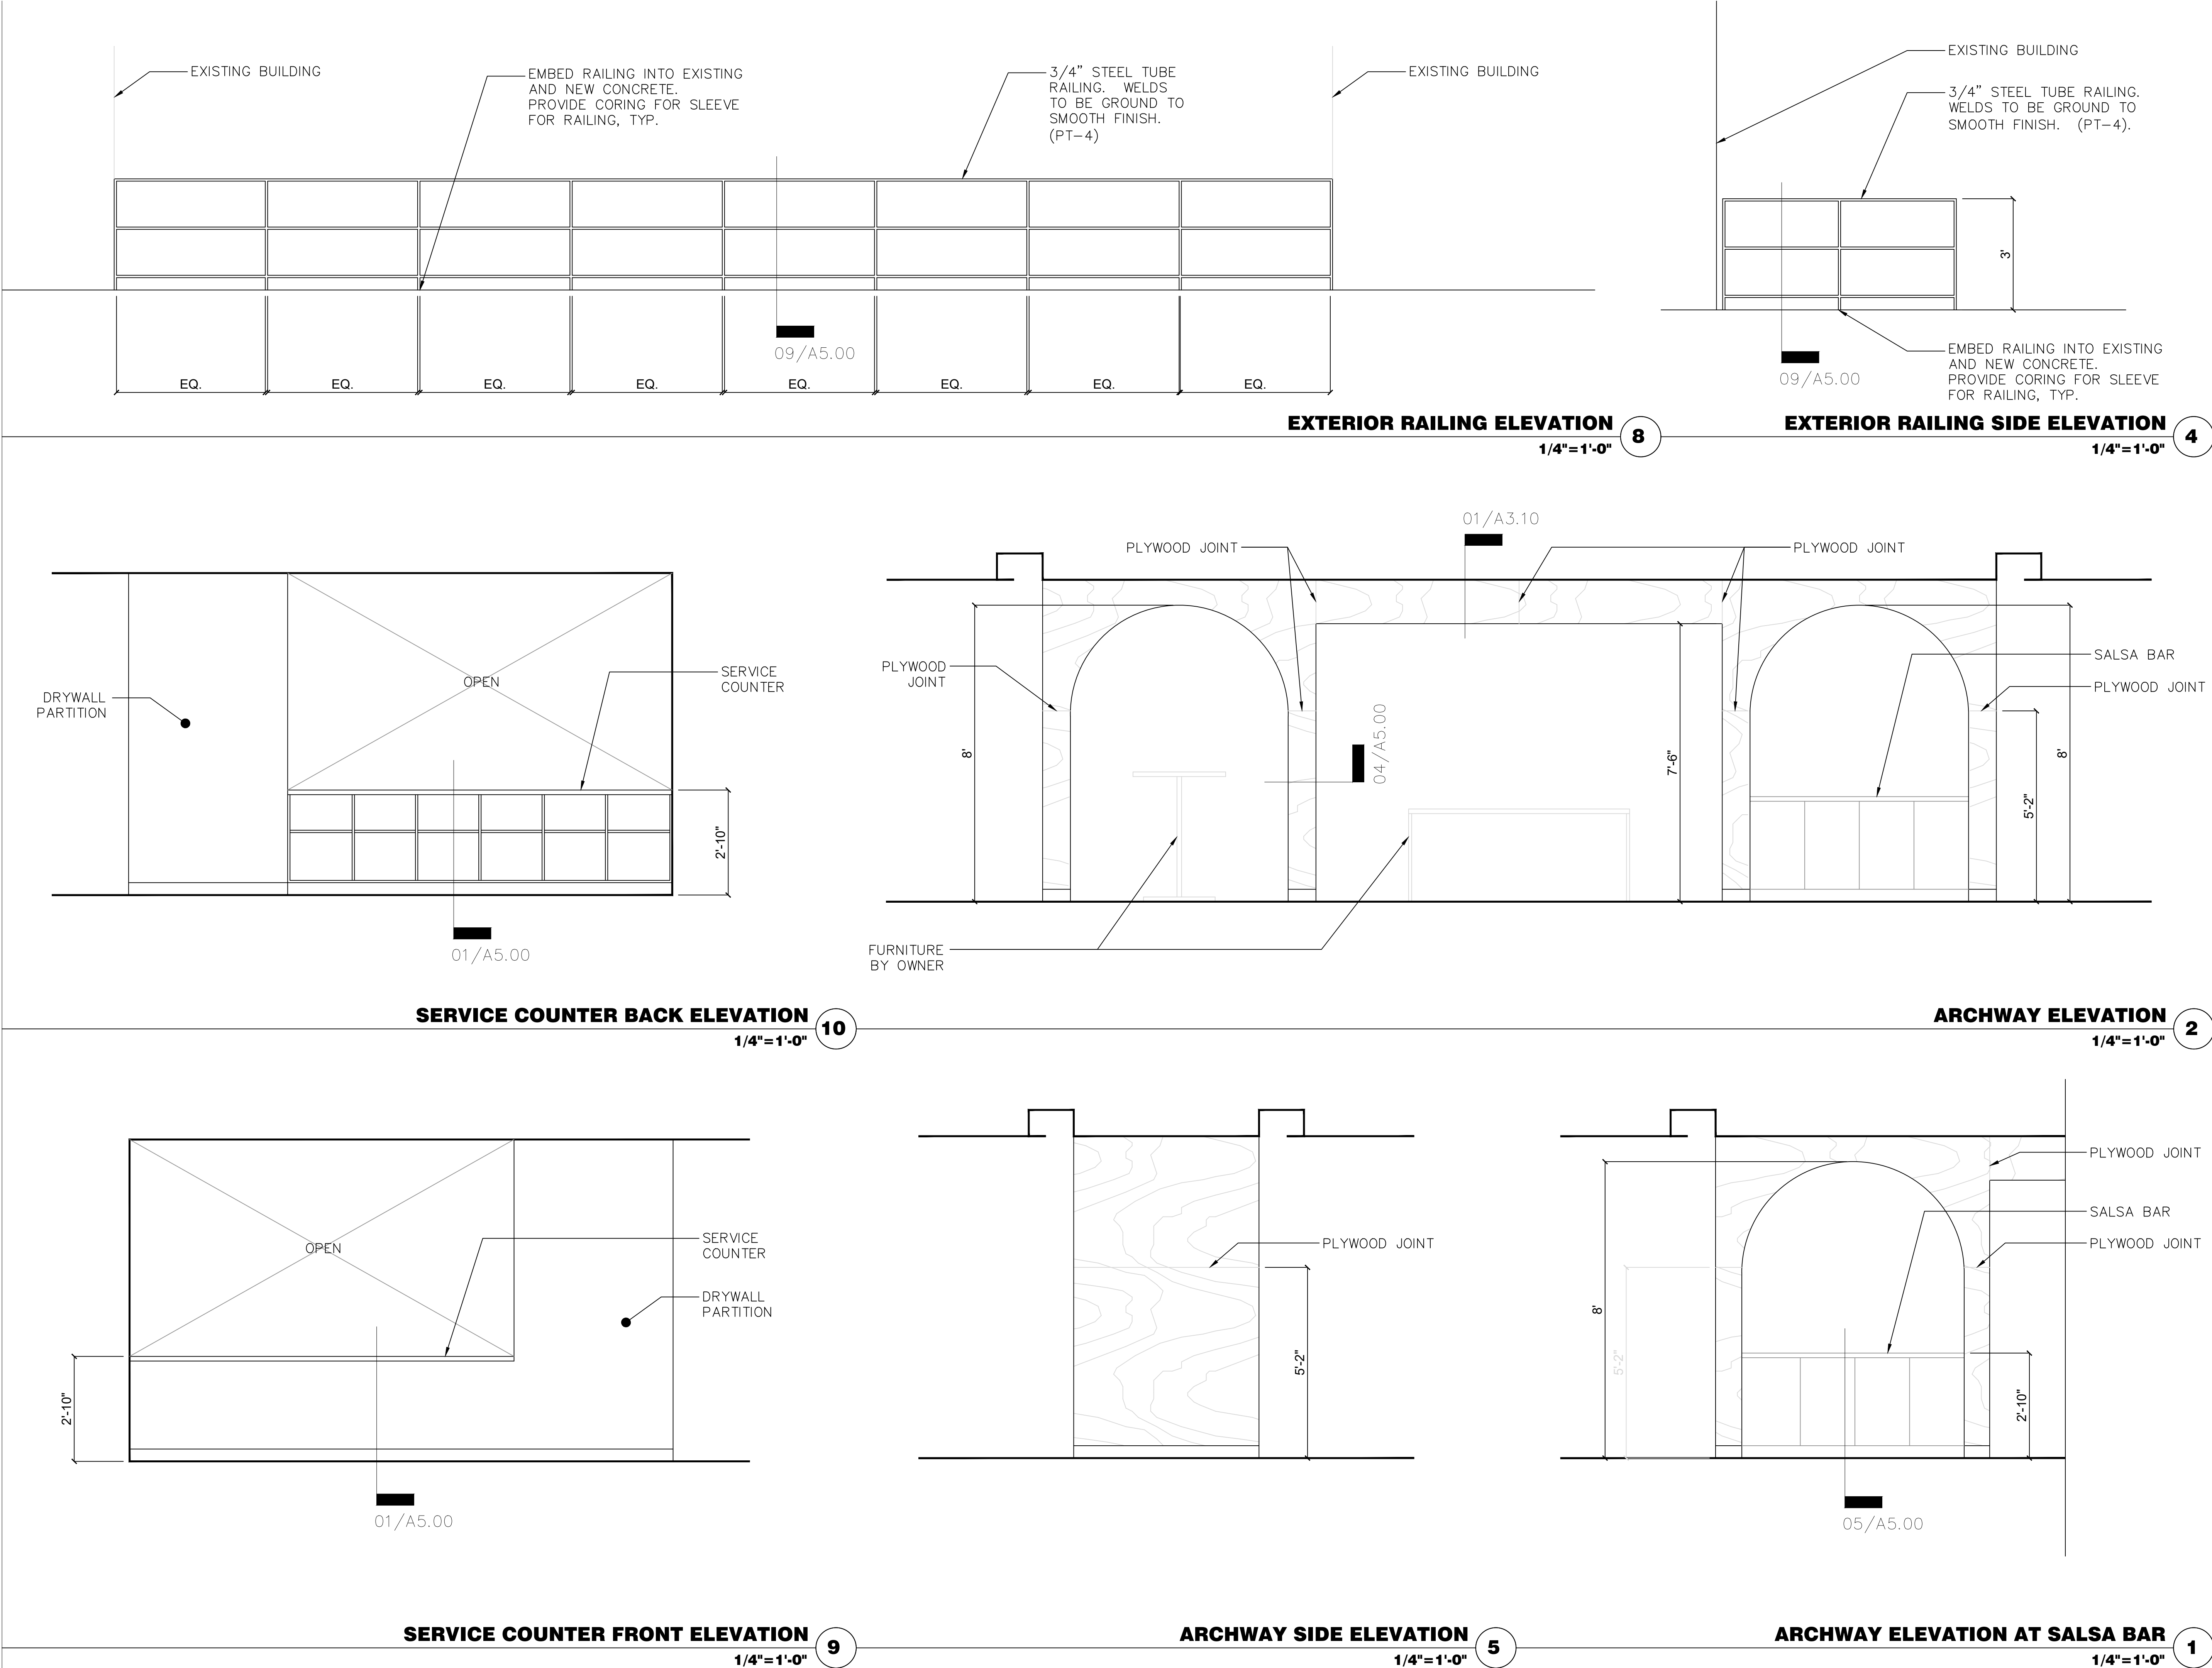 EXISTING BUILDING
EMBED RAILING INTO EXISTING
AND NEW CONCRETE.
PROVIDE CORING FOR SLEEVE
FOR RAILING, TYP.
3/4" STEEL TUBE
RAILING.  WELDS
TO BE GROUND TO
SMOOTH FINISH.
(PT-4)
EXISTING BUILDING
09/A5.00
EQ.
EQ.
EQ.
EQ.
EQ.
EQ.
EQ.
EQ.
EXTERIOR RAILING ELEVATION
8
1/4"=1'-0"
EXISTING BUILDING
3/4" STEEL TUBE RAILING.
WELDS TO BE GROUND TO
SMOOTH FINISH.  (PT-4).
3'
EMBED RAILING INTO EXISTING
AND NEW CONCRETE.
PROVIDE CORING FOR SLEEVE
FOR RAILING, TYP.
09/A5.00
EXTERIOR RAILING SIDE ELEVATION
4
1/4"=1'-0"
DRYWALL
PARTITION
OPEN
SERVICE
COUNTER
2'-10"
01/A5.00
SERVICE COUNTER BACK ELEVATION
10
1/4"=1'-0"
01/A3.10
PLYWOOD JOINT
PLYWOOD JOINT
PLYWOOD
JOINT
8'
04/A5.00
7'-6"
SALSA BAR
PLYWOOD JOINT
5'-2"
8'
FURNITURE
BY OWNER
ARCHWAY ELEVATION
2
1/4"=1'-0"
OPEN
SERVICE
COUNTER
DRYWALL
PARTITION
2'-10"
01/A5.00
SERVICE COUNTER FRONT ELEVATION
9
1/4"=1'-0"
PLYWOOD JOINT
5'-2"
ARCHWAY SIDE ELEVATION
5
1/4"=1'-0"
PLYWOOD JOINT
SALSA BAR
PLYWOOD JOINT
8'
5'-2"
2'-10"
05/A5.00
ARCHWAY ELEVATION AT SALSA BAR
1
1/4"=1'-0"